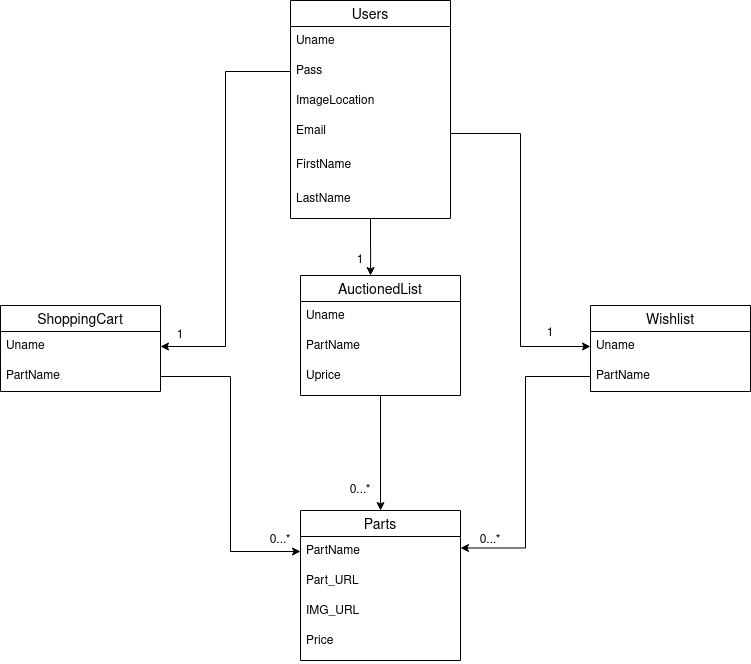 Users
Uname
Pass
ImageLocation
Email
FirstName
LastName
1
AuctionedList
Uname
PartName
Uprice
ShoppingCart
1
Uname
PartName
Wishlist
1
Uname
PartName
0...*
0...*
0...*
Parts
PartName
Part_URL
IMG_URL
Price